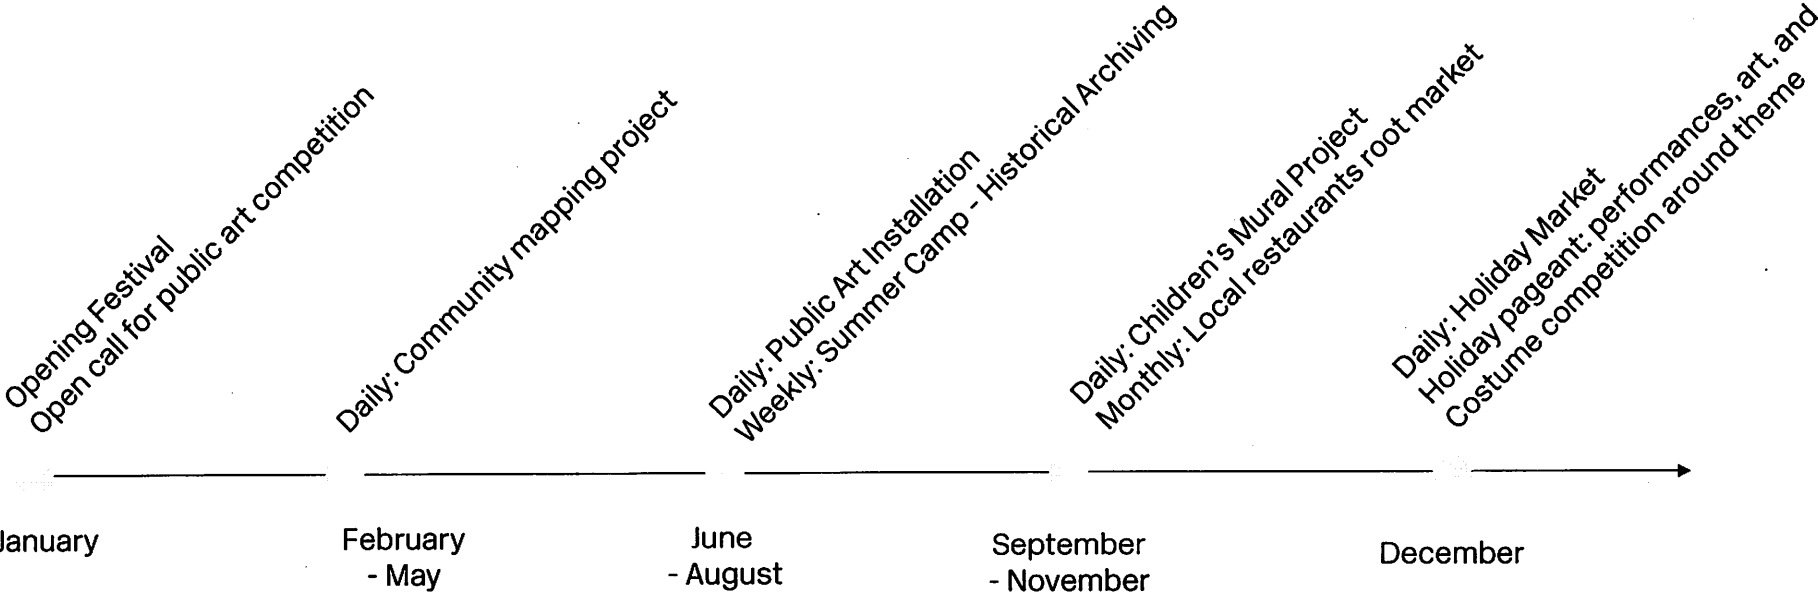 Opening Festival
Open call for public art competition
Daily: Community mapping project
Daily: Public Art Installation
Weekly: Summer Camp - Historical Archiving
Daily: Children's Mural Project
Monthly: Local restaurants root market
Daily: Holiday Market
Holiday pageant: performances, art, and
Costume competition around theme
January
February
- May
June
- August
September
- November
December